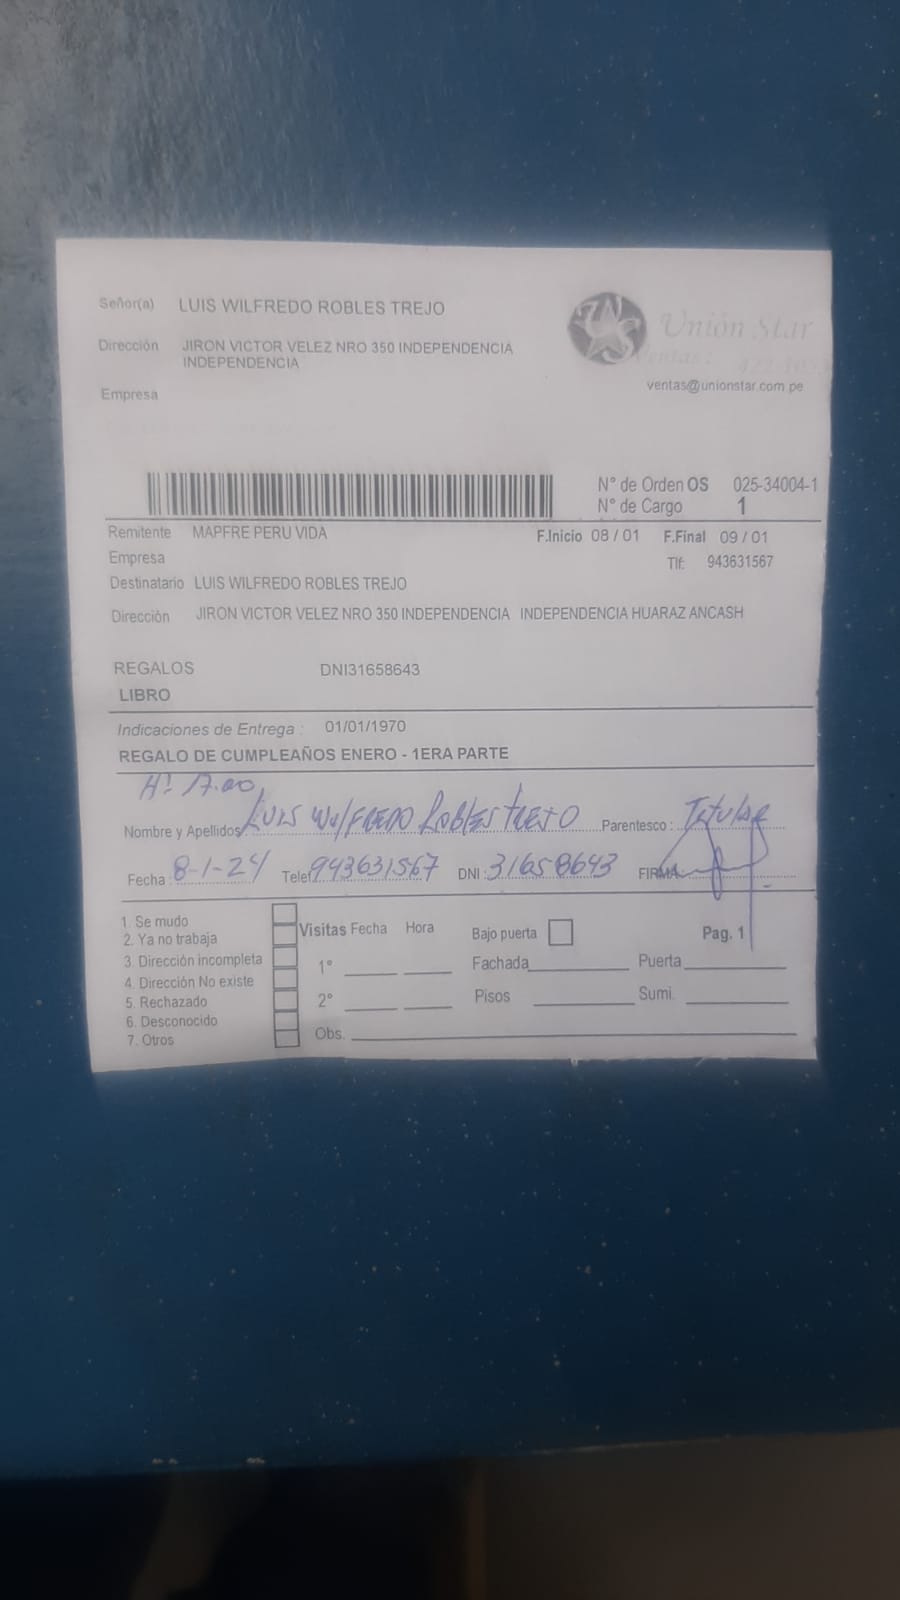 Señor(a) LUIS WILFREDO ROBLES TREJO
Dirección JIRON VICTOR VELEZ NRO 350 INDEPENDENCIA
INDEPENDENCIA
Empresa
Unión Star
Ventas :
ventas@unionstar.com.pe
N° de Orden OS 025-34004-1
N° de Cargo 1
Remitente MAPFRE PERU VIDA F.Inicio 08 / 01 F.Final 09 / 01
Empresa Tlf: 943631567
Destinatario LUIS WILFREDO ROBLES TREJO
Dirección JIRON VICTOR VELEZ NRO 350 INDEPENDENCIA INDEPENDENCIA HUARAZ ANCASH
REGALOS DNI31658643
LIBRO
Indicaciones de Entrega : 01/01/1970
REGALO DE CUMPLEAÑOS ENERO - 1ERA PARTE
H: 17.00
Nombre y Apellidos LUIS WilFREDO RoblEs TREJO Parentesco : Titular
Fecha : 8-1-24 Telef 943631567 DNI : 31658643 FIRMA
1. Se mudo
2. Ya no trabaja
3. Dirección incompleta
4. Dirección No existe
5. Rechazado
6. Desconocido
7. Otros
Visitas Fecha Hora Bajo puerta Pag. 1
1° Fachada Puerta
2° Pisos Sumi.
Obs.